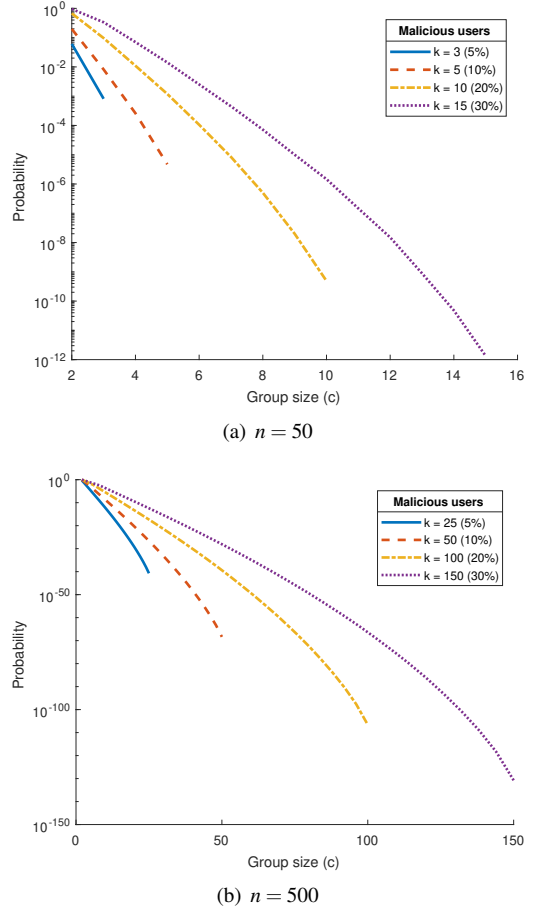 10^0
10^-2
10^-4
10^-6
10^-8
10^-10
10^-12
Probability
Malicious users
k = 3 (5%)
k = 5 (10%)
k = 10 (20%)
k = 15 (30%)
2 4 6 8 10 12 14 16
Group size (c)
(a) n = 50
10^0
10^-50
10^-100
10^-150
Probability
Malicious users
k = 25 (5%)
k = 50 (10%)
k = 100 (20%)
k = 150 (30%)
0 50 100 150
Group size (c)
(b) n = 500